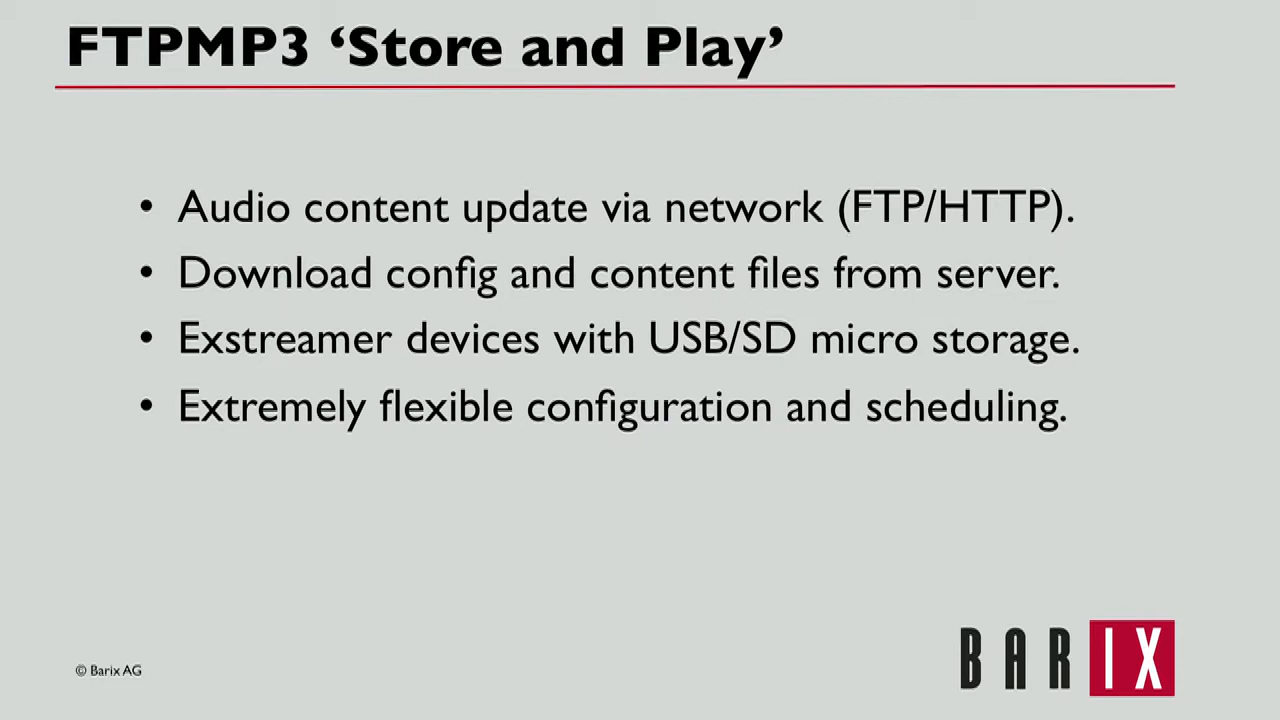 FTPMP3 ‘Store and Play’
• Audio content update via network (FTP/HTTP).
• Download config and content files from server.
• Exstreamer devices with USB/SD micro storage.
• Extremely flexible configuration and scheduling.
© Barix AG
BARIX